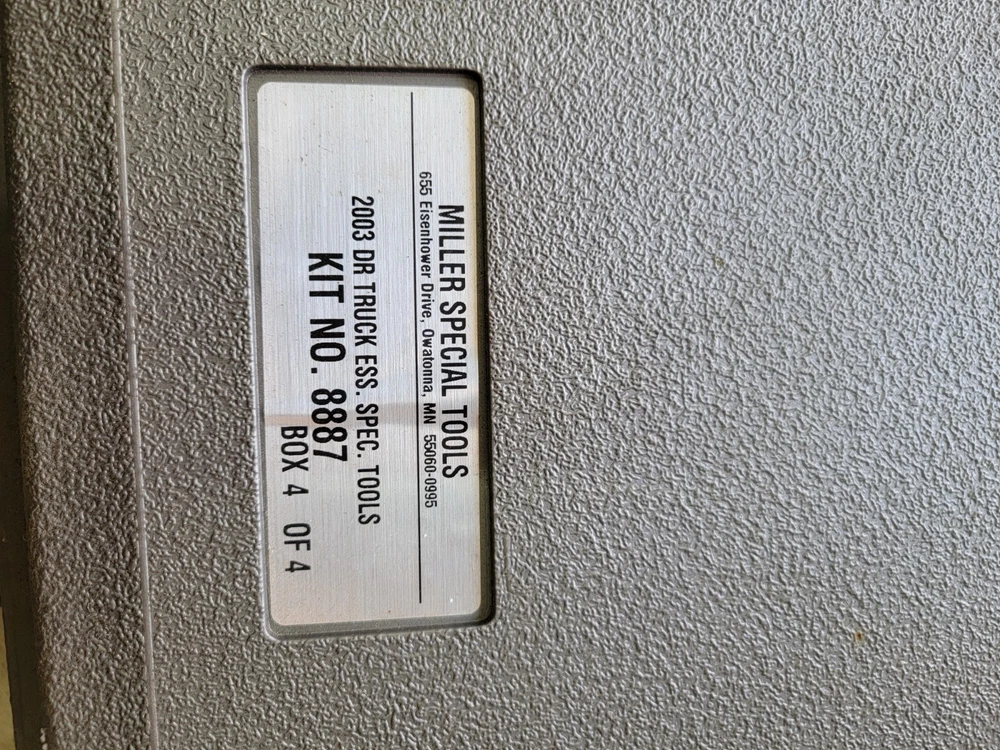 MILLER SPECIAL TOOLS
655 Eisenhower Drive, Owatonna, MN 55060-0995
2003 DR TRUCK ESS. SPEC. TOOLS
KIT NO. 8887
BOX 4 OF 4